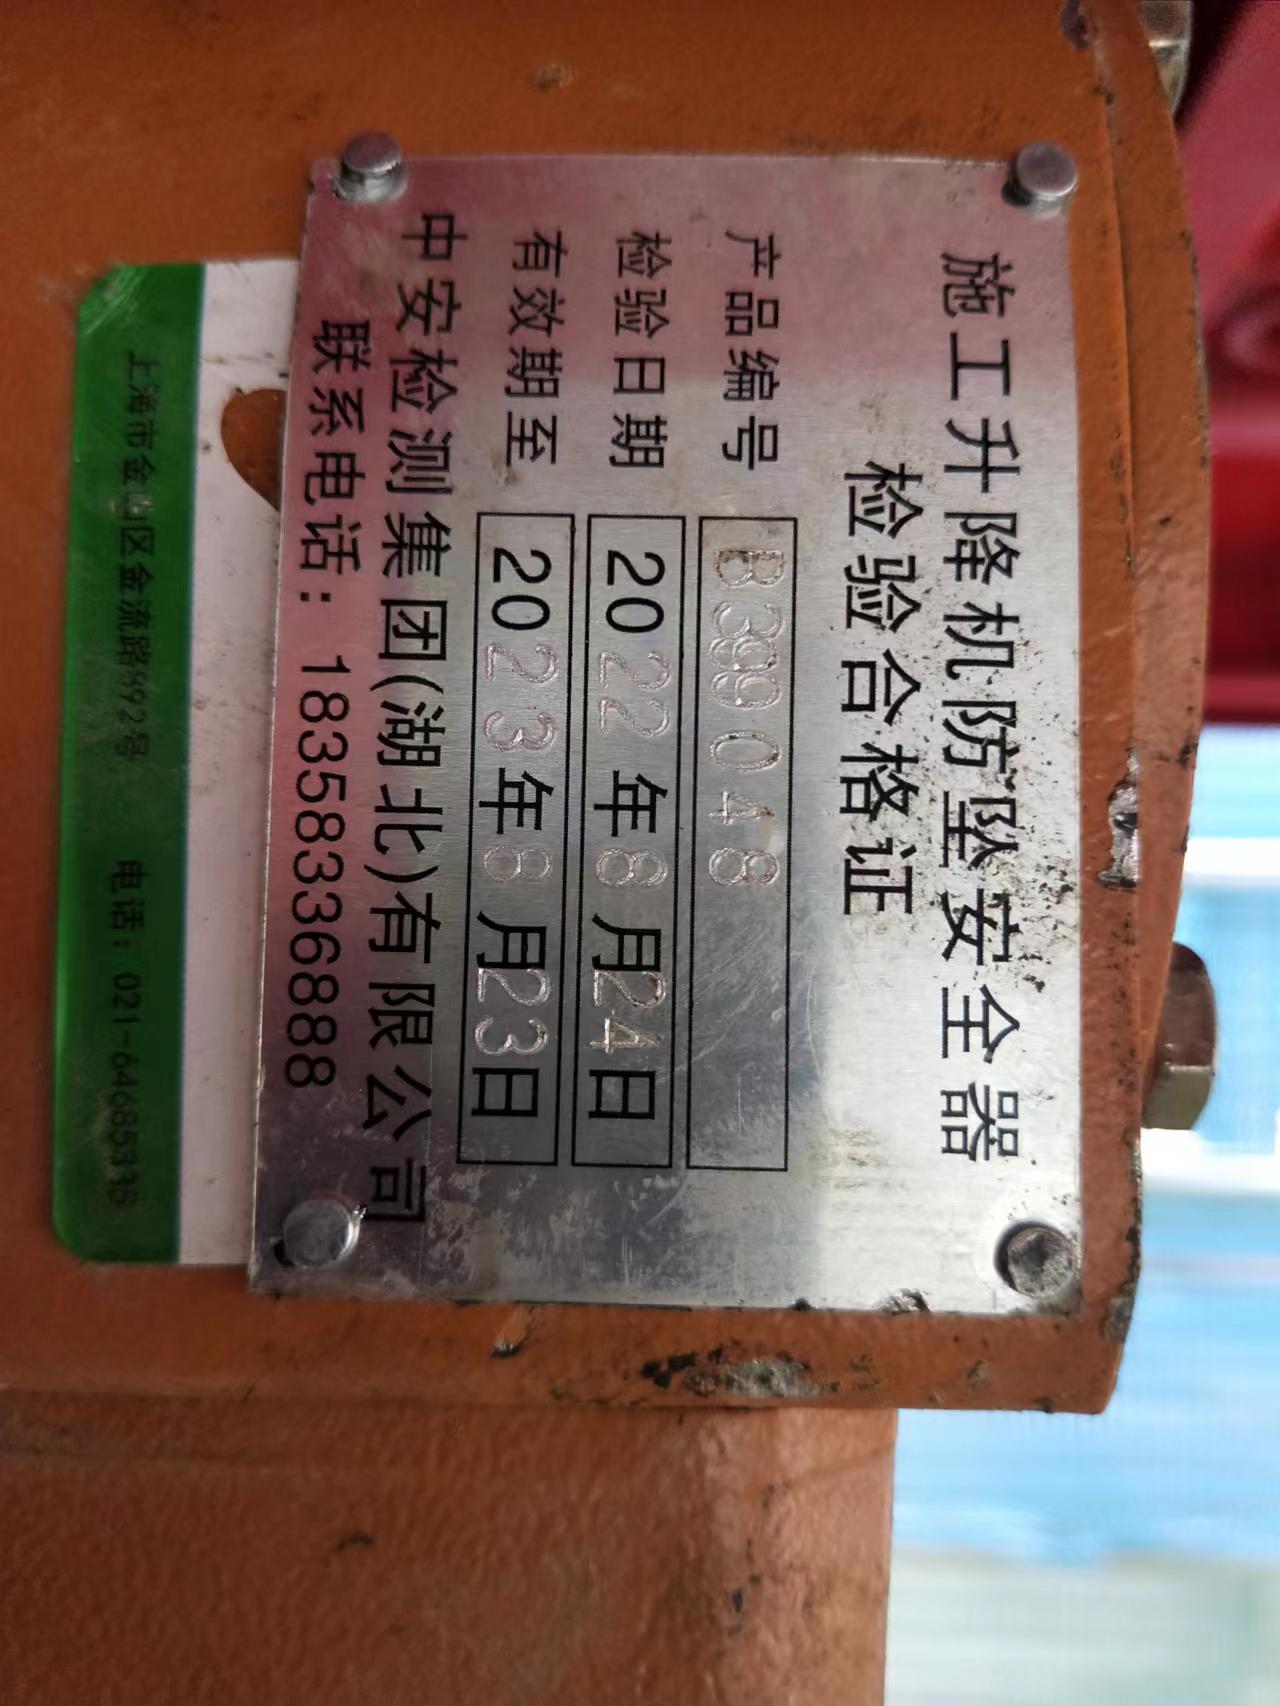 施工升降机防坠安全器
检验合格证
产品编号 B399048
检验日期 2022年8月24日
有效期至 2023年8月23日
中安检测集团(湖北)有限公司
联系电话：18358336888
上海市金山区金流路892号 电话：021-64685335